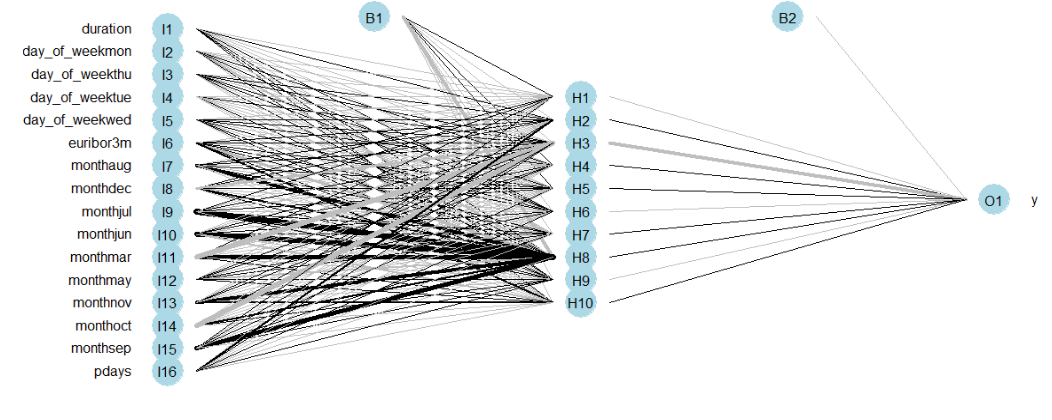 B1 B2
duration I1
day_of_weekmon I2
day_of_weekthu I3
day_of_weektue I4 H1
day_of_weekwed I5 H2
euribor3m I6 H3
monthaug I7 H4
monthdec I8 H5
O1 y
monthjul I9 H6
monthjun I10 H7
monthmar I11 H8
monthmay I12 H9
monthnov I13 H10
monthoct I14
monthsep I15
pdays I16